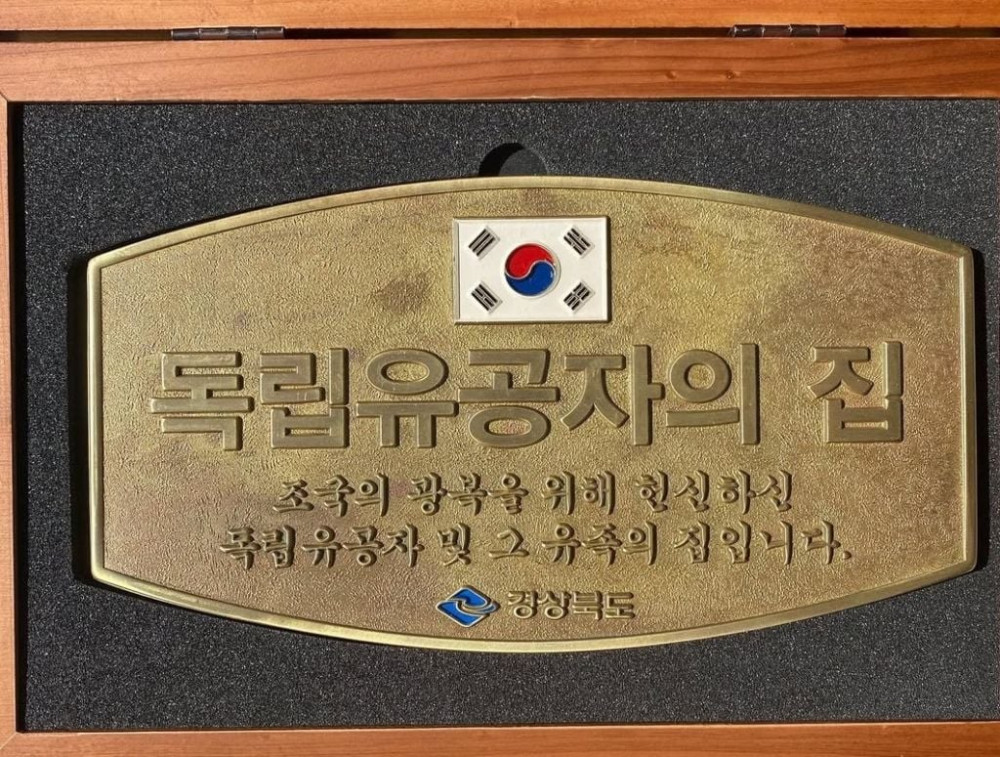 독립유공자의 집
조국의 광복을 위해 헌신하신
독립유공자 및 그 유족의 집입니다.
경상북도